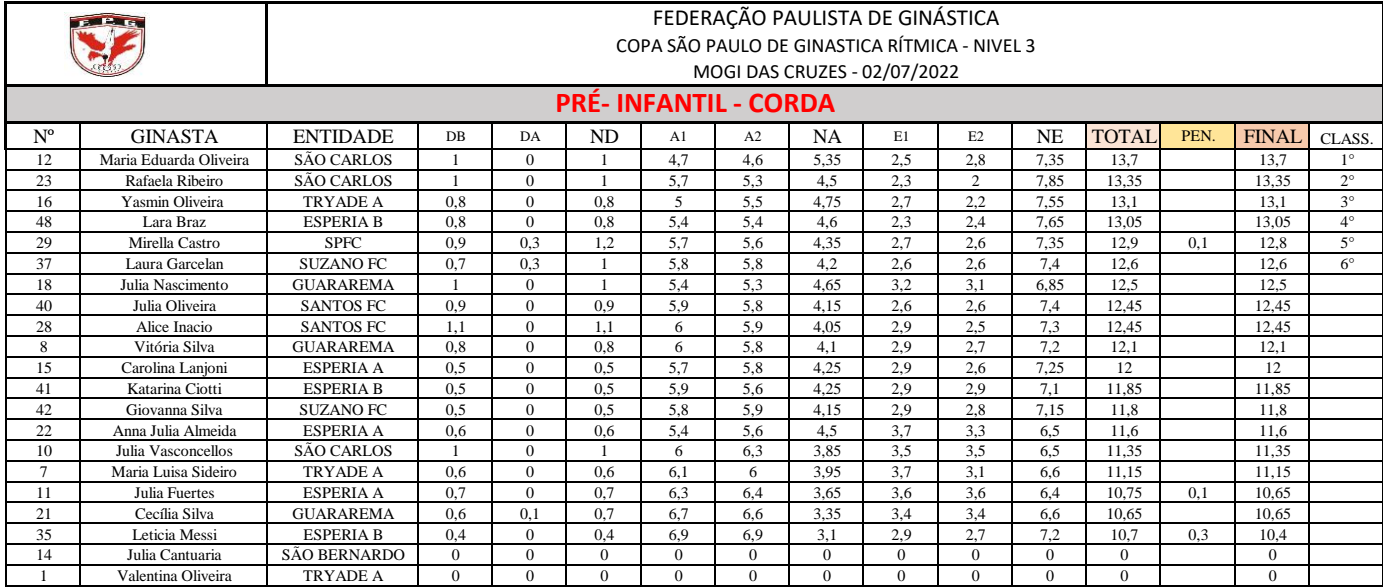 FPG
FEDERAÇÃO PAULISTA DE GINÁSTICA
COPA SÃO PAULO DE GINASTICA RÍTMICA - NIVEL 3
MOGI DAS CRUZES - 02/07/2022
PRÉ- INFANTIL - CORDA
Nº GINASTA ENTIDADE DB DA ND A1 A2 NA E1 E2 NE TOTAL PEN. FINAL CLASS.
12 Maria Eduarda Oliveira SÃO CARLOS 1 0 1 4,7 4,6 5,35 2,5 2,8 7,35 13,7 13,7 1°
23 Rafaela Ribeiro SÃO CARLOS 1 0 1 5,7 5,3 4,5 2,3 2 7,85 13,35 13,35 2°
16 Yasmin Oliveira TRYADE A 0,8 0 0,8 5 5,5 4,75 2,7 2,2 7,55 13,1 13,1 3°
48 Lara Braz ESPERIA B 0,8 0 0,8 5,4 5,4 4,6 2,3 2,4 7,65 13,05 13,05 4°
29 Mirella Castro SPFC 0,9 0,3 1,2 5,7 5,6 4,35 2,7 2,6 7,35 12,9 0,1 12,8 5°
37 Laura Garcelan SUZANO FC 0,7 0,3 1 5,8 5,8 4,2 2,6 2,6 7,4 12,6 12,6 6°
18 Julia Nascimento GUARAREMA 1 0 1 5,4 5,3 4,65 3,2 3,1 6,85 12,5 12,5
40 Julia Oliveira SANTOS FC 0,9 0 0,9 5,9 5,8 4,15 2,6 2,6 7,4 12,45 12,45
28 Alice Inacio SANTOS FC 1,1 0 1,1 6 5,9 4,05 2,9 2,5 7,3 12,45 12,45
8 Vitória Silva GUARAREMA 0,8 0 0,8 6 5,8 4,1 2,9 2,7 7,2 12,1 12,1
15 Carolina Lanjoni ESPERIA A 0,5 0 0,5 5,7 5,8 4,25 2,9 2,6 7,25 12 12
41 Katarina Ciotti ESPERIA B 0,5 0 0,5 5,9 5,6 4,25 2,9 2,9 7,1 11,85 11,85
42 Giovanna Silva SUZANO FC 0,5 0 0,5 5,8 5,9 4,15 2,9 2,8 7,15 11,8 11,8
22 Anna Julia Almeida ESPERIA A 0,6 0 0,6 5,4 5,6 4,5 3,7 3,3 6,5 11,6 11,6
10 Julia Vasconcellos SÃO CARLOS 1 0 1 6 6,3 3,85 3,5 3,5 6,5 11,35 11,35
7 Maria Luisa Sideiro TRYADE A 0,6 0 0,6 6,1 6 3,95 3,7 3,1 6,6 11,15 11,15
11 Julia Fuertes ESPERIA A 0,7 0 0,7 6,3 6,4 3,65 3,6 3,6 6,4 10,75 0,1 10,65
21 Cecília Silva GUARAREMA 0,6 0,1 0,7 6,7 6,6 3,35 3,4 3,4 6,6 10,65 10,65
35 Leticia Messi ESPERIA B 0,4 0 0,4 6,9 6,9 3,1 2,9 2,7 7,2 10,7 0,3 10,4
14 Julia Cantuaria SÃO BERNARDO 0 0 0 0 0 0 0 0 0 0 0
1 Valentina Oliveira TRYADE A 0 0 0 0 0 0 0 0 0 0 0